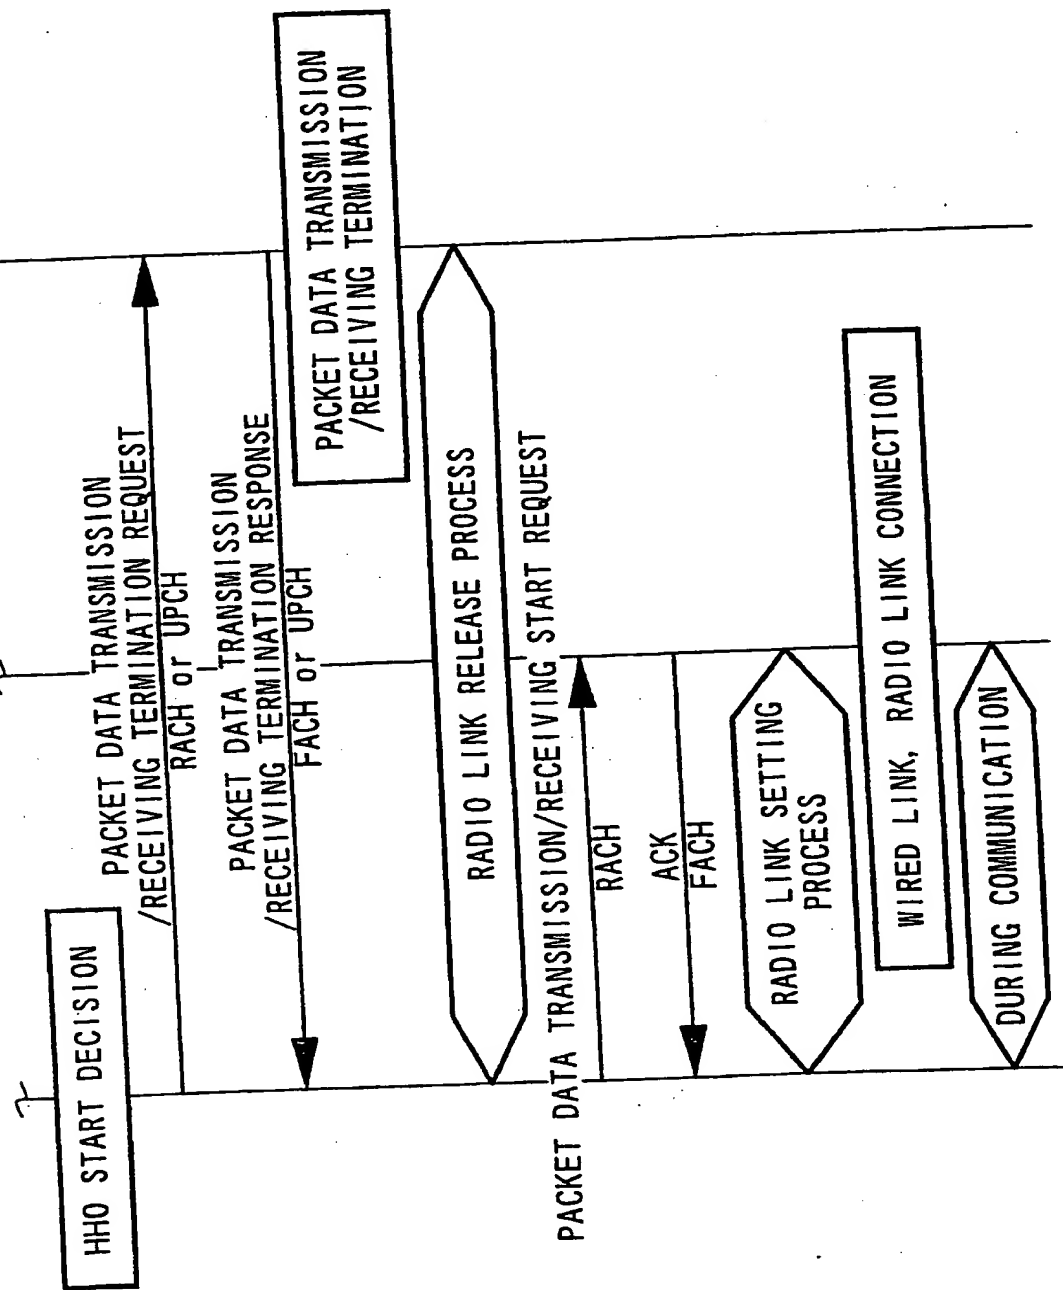 HHO START DECISION
PACKET DATA TRANSMISSION
/RECEIVING TERMINATION REQUEST
RACH or UPCH
PACKET DATA TRANSMISSION
/RECEIVING TERMINATION RESPONSE
FACH or UPCH
PACKET DATA TRANSMISSION
/RECEIVING TERMINATION
RADIO LINK RELEASE PROCESS
PACKET DATA TRANSMISSION/RECEIVING START REQUEST
RACH
ACK
FACH
RADIO LINK SETTING
PROCESS
WIRED LINK, RADIO LINK CONNECTION
DURING COMMUNICATION